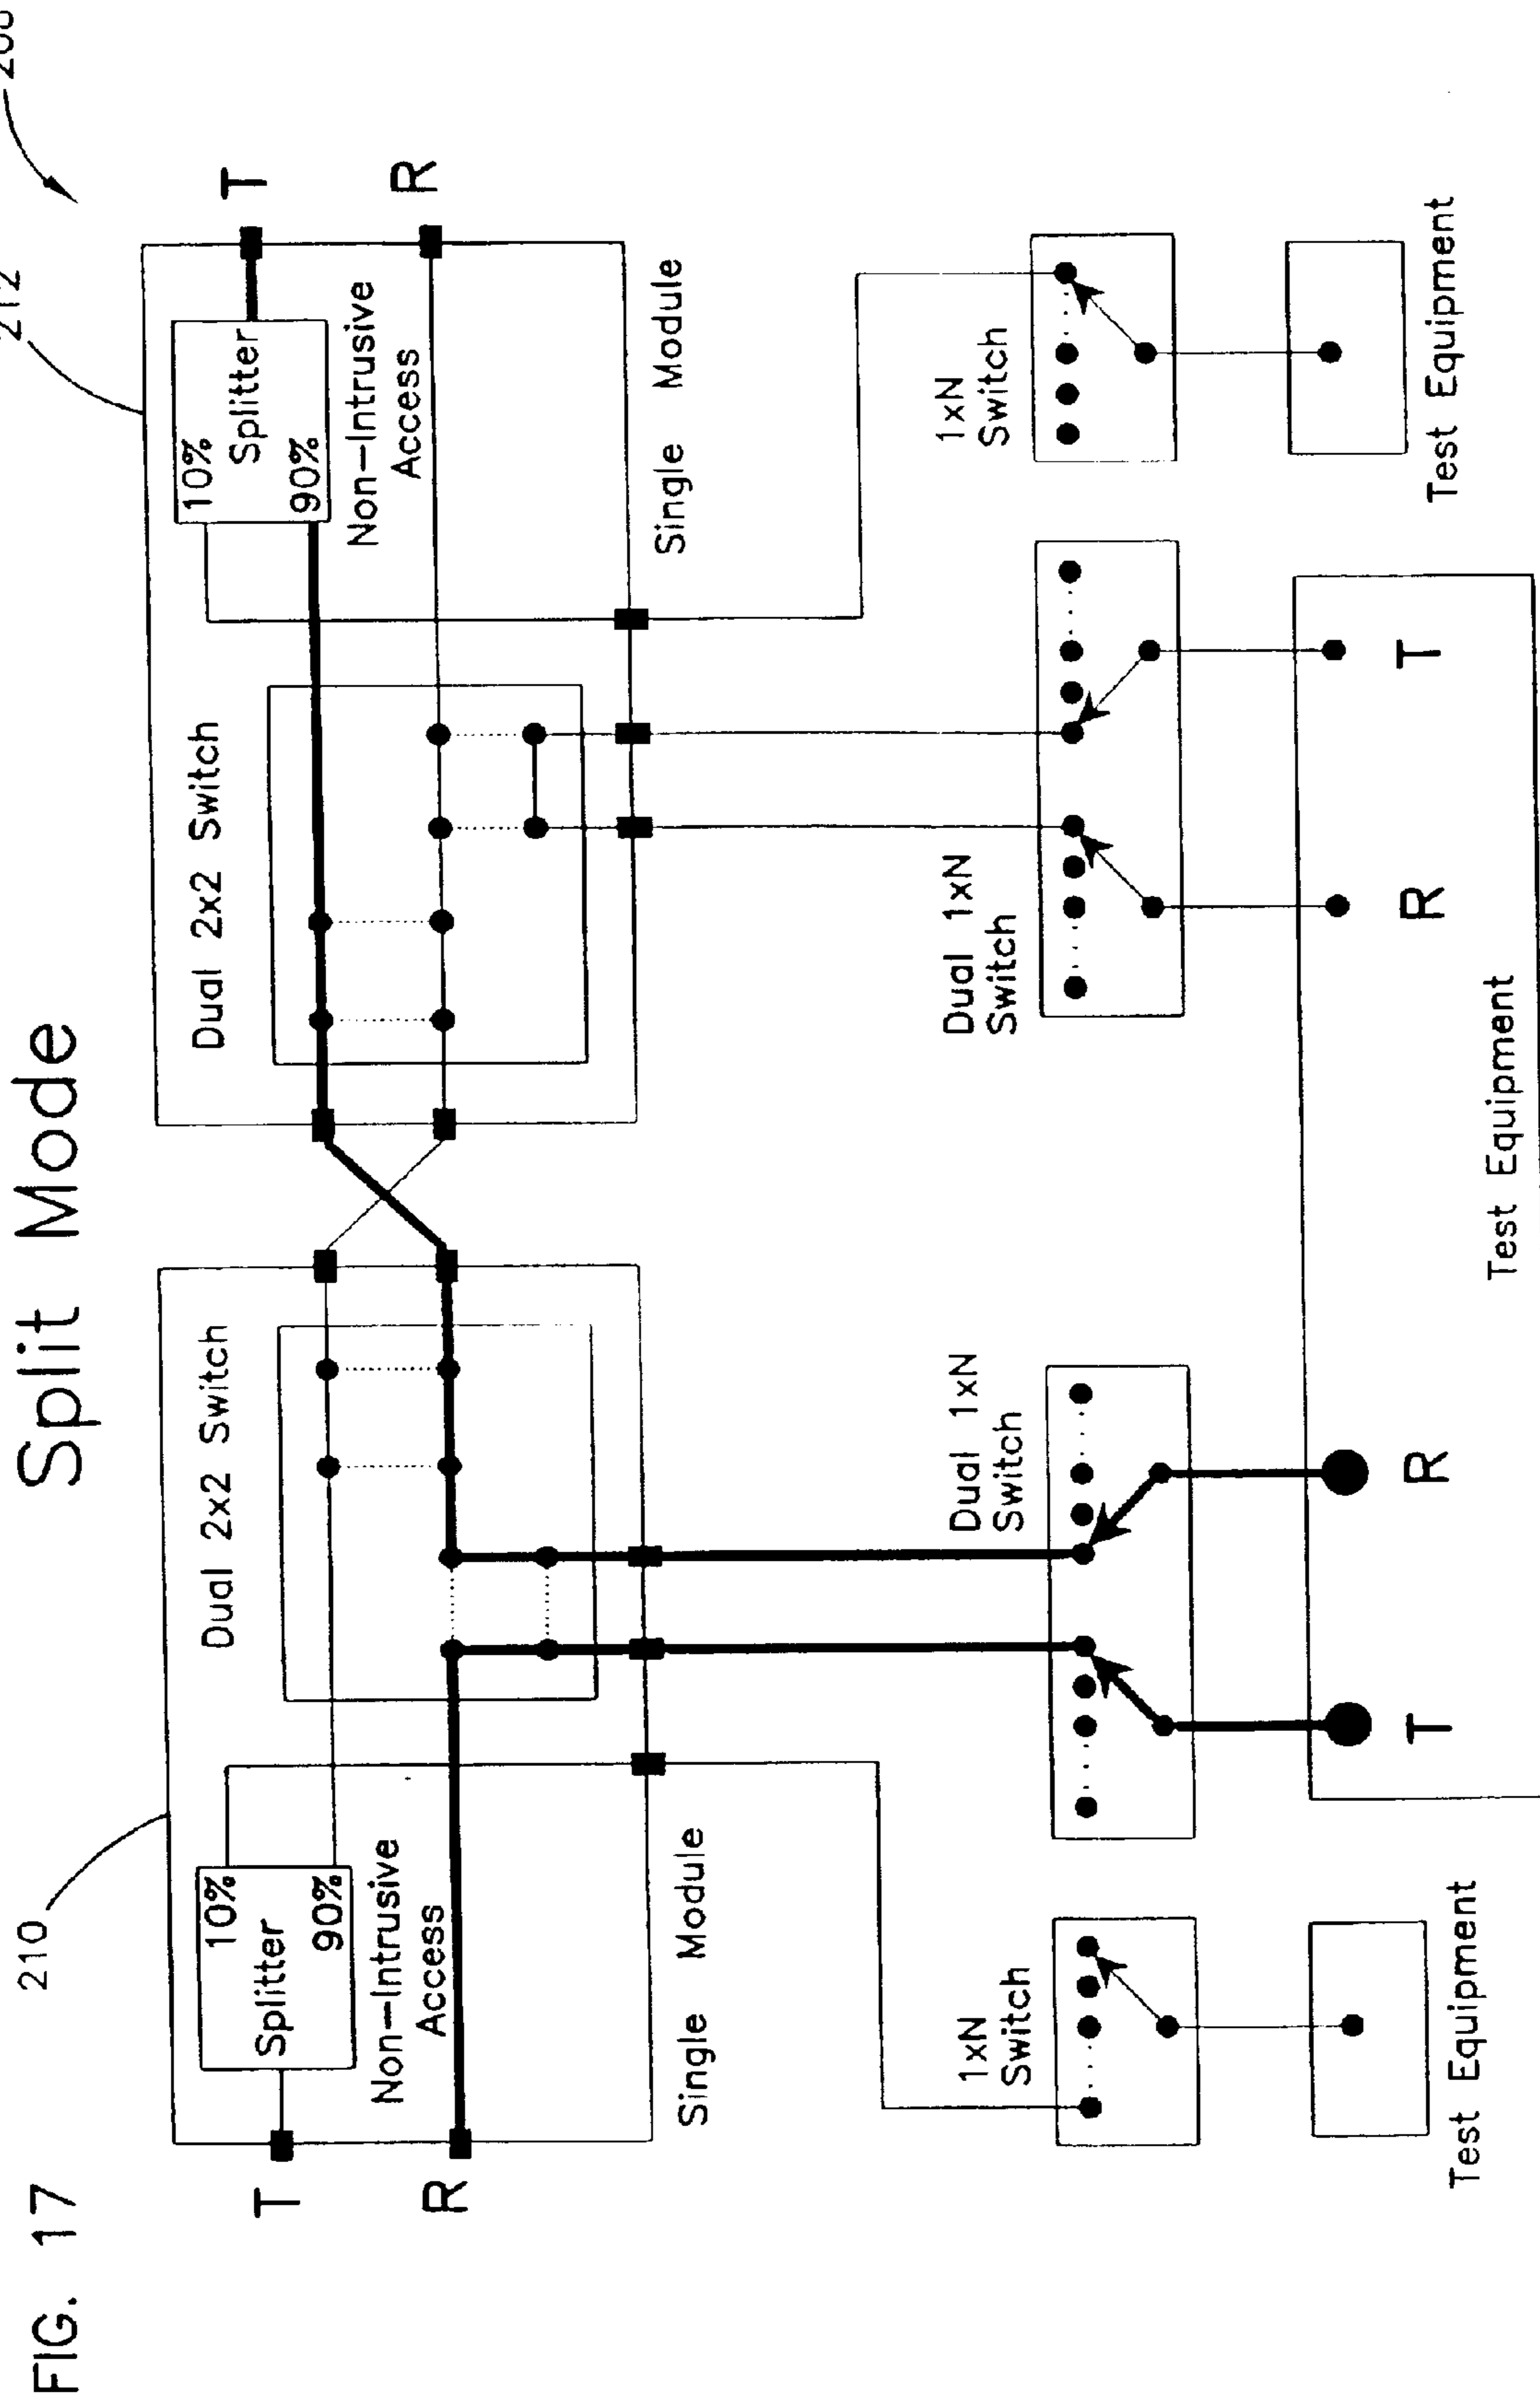 FIG. 17
Split Mode
210
212
T
R
10%
Splitter
90%
Non-Intrusive
Access
Dual 2x2 Switch
Single Module
Dual 2x2 Switch
10%
Splitter
90%
Non-Intrusive
Access
Single Module
T
R
1xN
Switch
Dual 1xN
Switch
Dual 1xN
Switch
1xN
Switch
Test Equipment
T
R
Test Equipment
R
T
Test Equipment